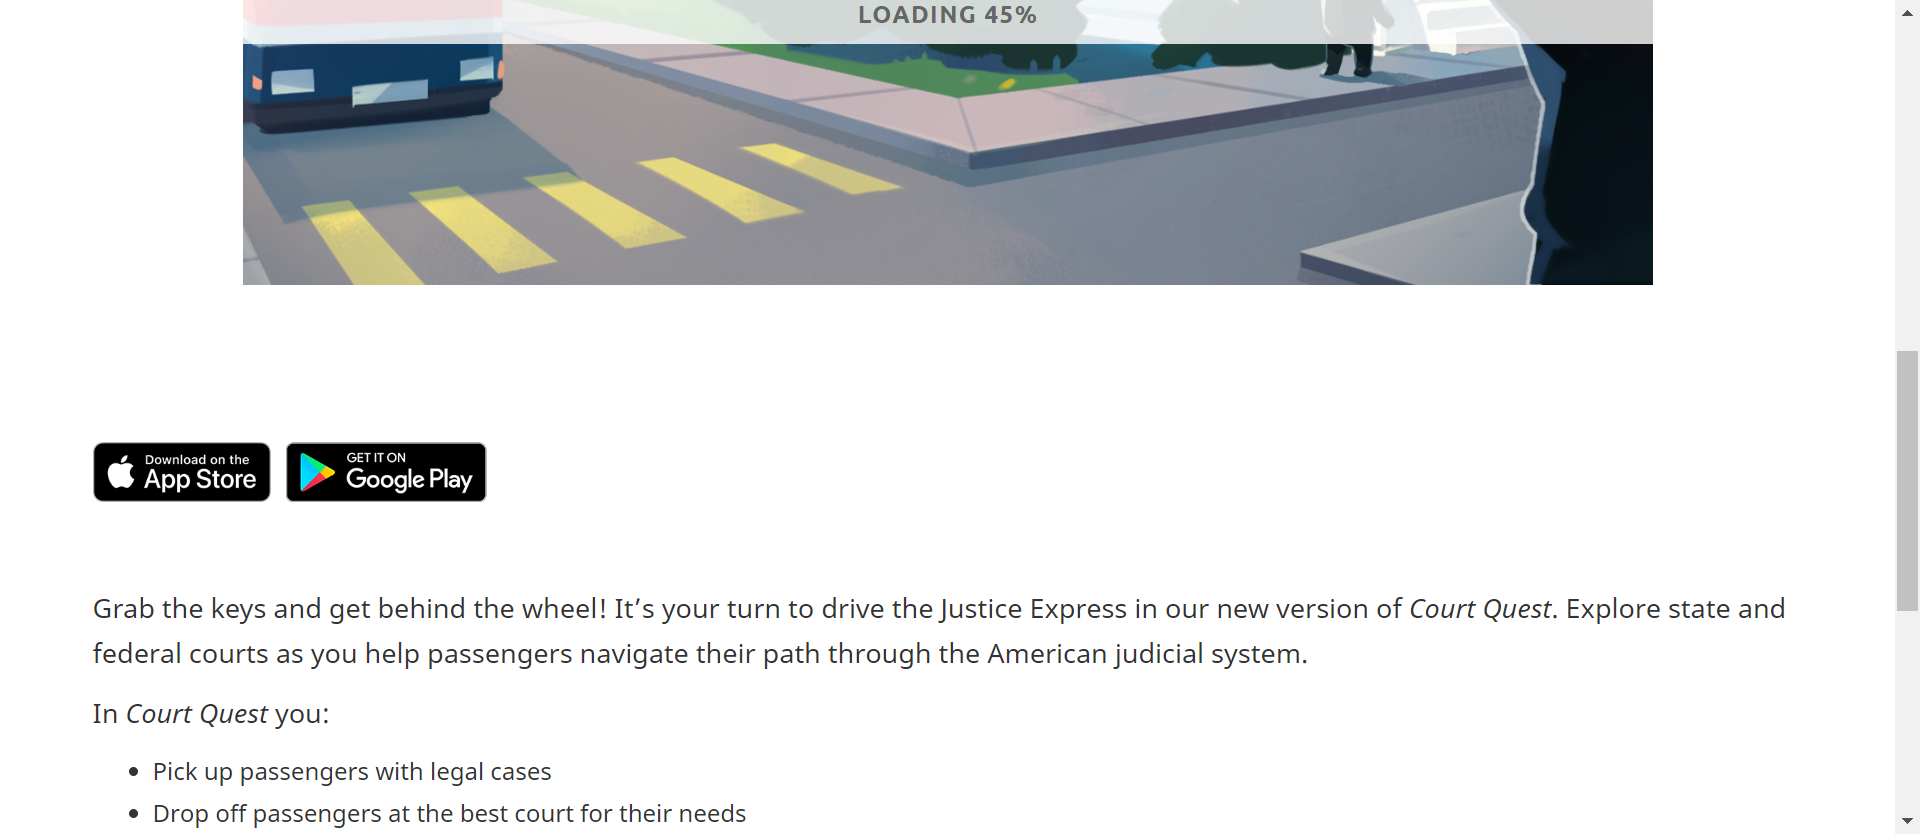 LOADING 45%
Download on the
App Store
GET IT ON
Google Play
Grab the keys and get behind the wheel! It’s your turn to drive the Justice Express in our new version of Court Quest. Explore state and
federal courts as you help passengers navigate their path through the American judicial system.
In Court Quest you:
• Pick up passengers with legal cases
• Drop off passengers at the best court for their needs